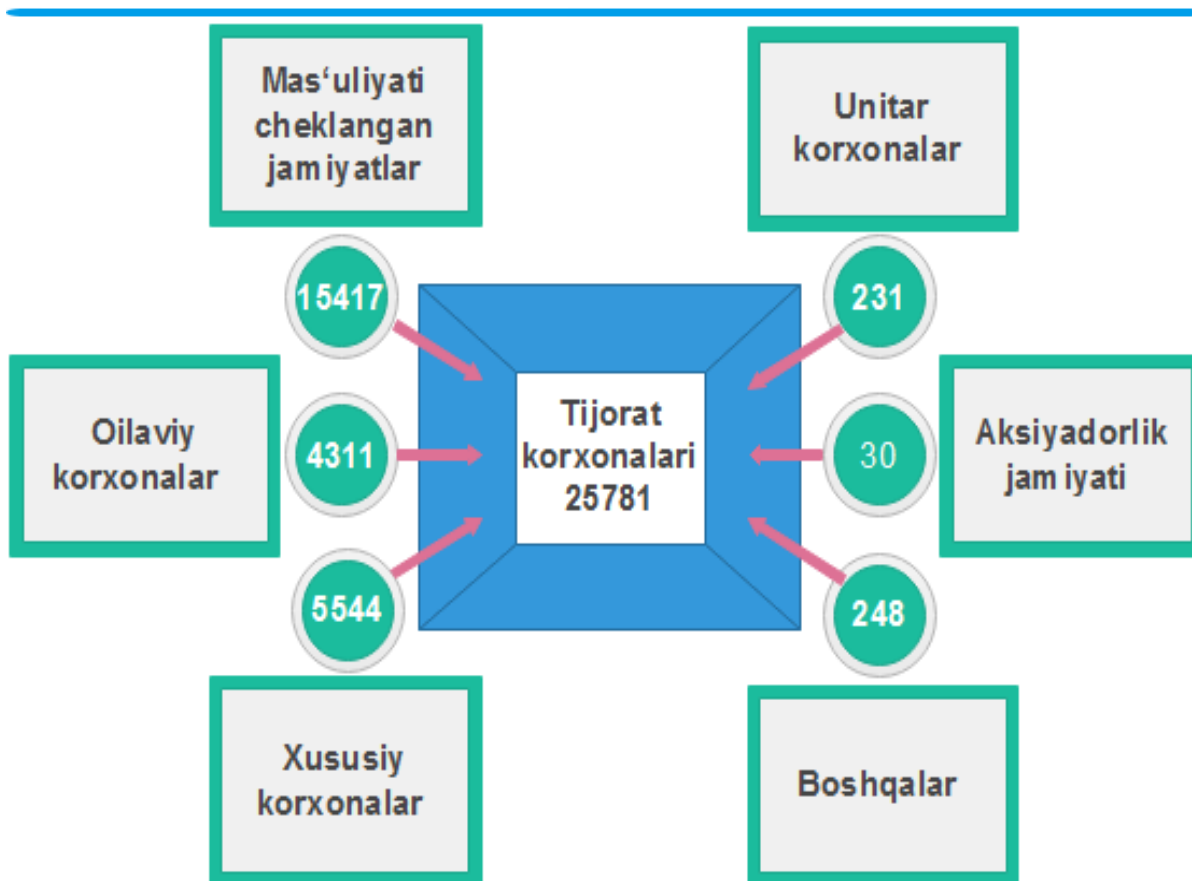 Mas‘uliyati
cheklangan
jamiyatlar
15417
Unitar
korxonalar
231
Oilaviy
korxonalar
4311
Tijorat
korxonalari
25781
30
Aksiyadorlik
jamiyati
5544
Xususiy
korxonalar
248
Boshqalar